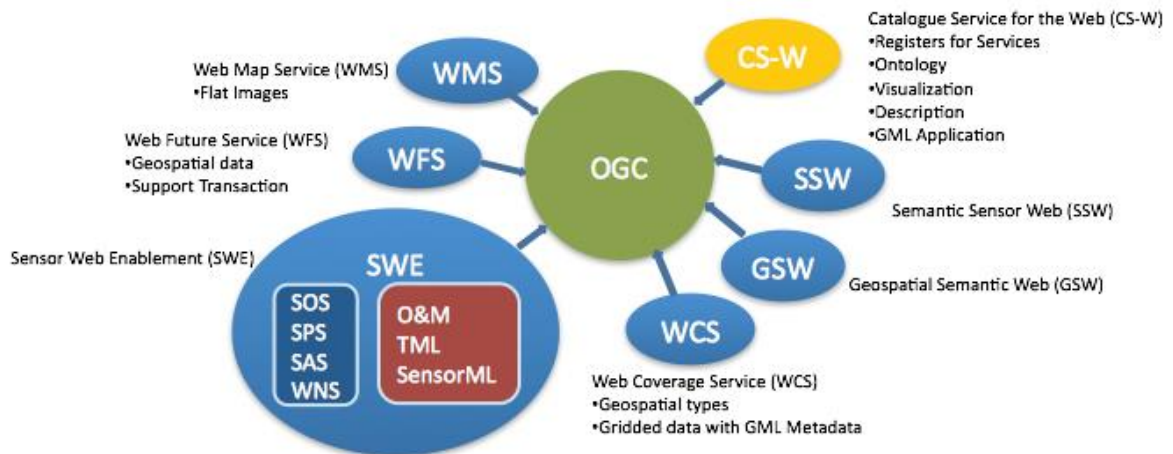 Catalogue Service for the Web (CS-W)
•Registers for Services
•Ontology
•Visualization
•Description
•GML Application
CS-W
WMS
Web Map Service (WMS)
•Flat Images
Web Future Service (WFS)
•Geospatial data
•Support Transaction
WFS
OGC
SSW
Semantic Sensor Web (SSW)
Sensor Web Enablement (SWE)
SWE
SOS
SPS
SAS
WNS
O&M
TML
SensorML
GSW
Geospatial Semantic Web (GSW)
WCS
Web Coverage Service (WCS)
•Geospatial types
•Gridded data with GML Metadata